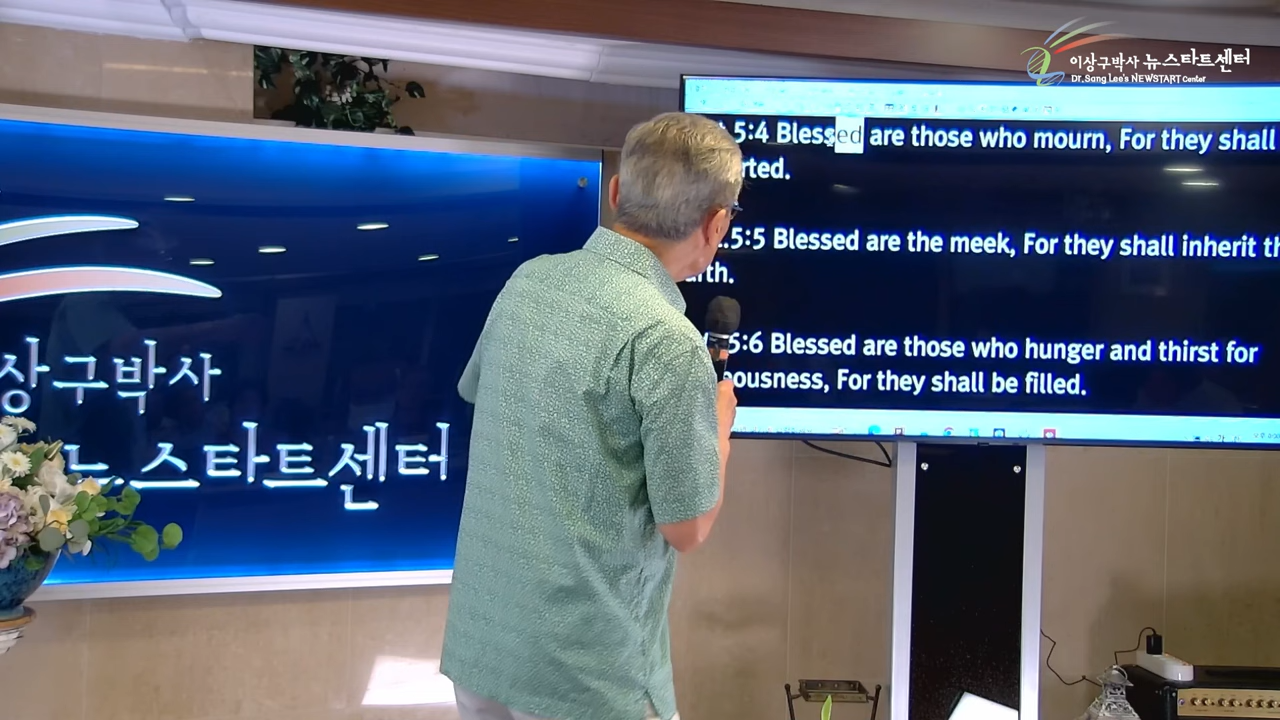 이상구박사 뉴스타트센터
Dr. Sang Lee's NEWSTART Center
5:4 Blessed are those who mourn, For they shall
rted.
.5:5 Blessed are the meek, For they shall inherit th
arth.
5:6 Blessed are those who hunger and thirst for
eousness, For they shall be filled.
상구박사
뉴스타트센터